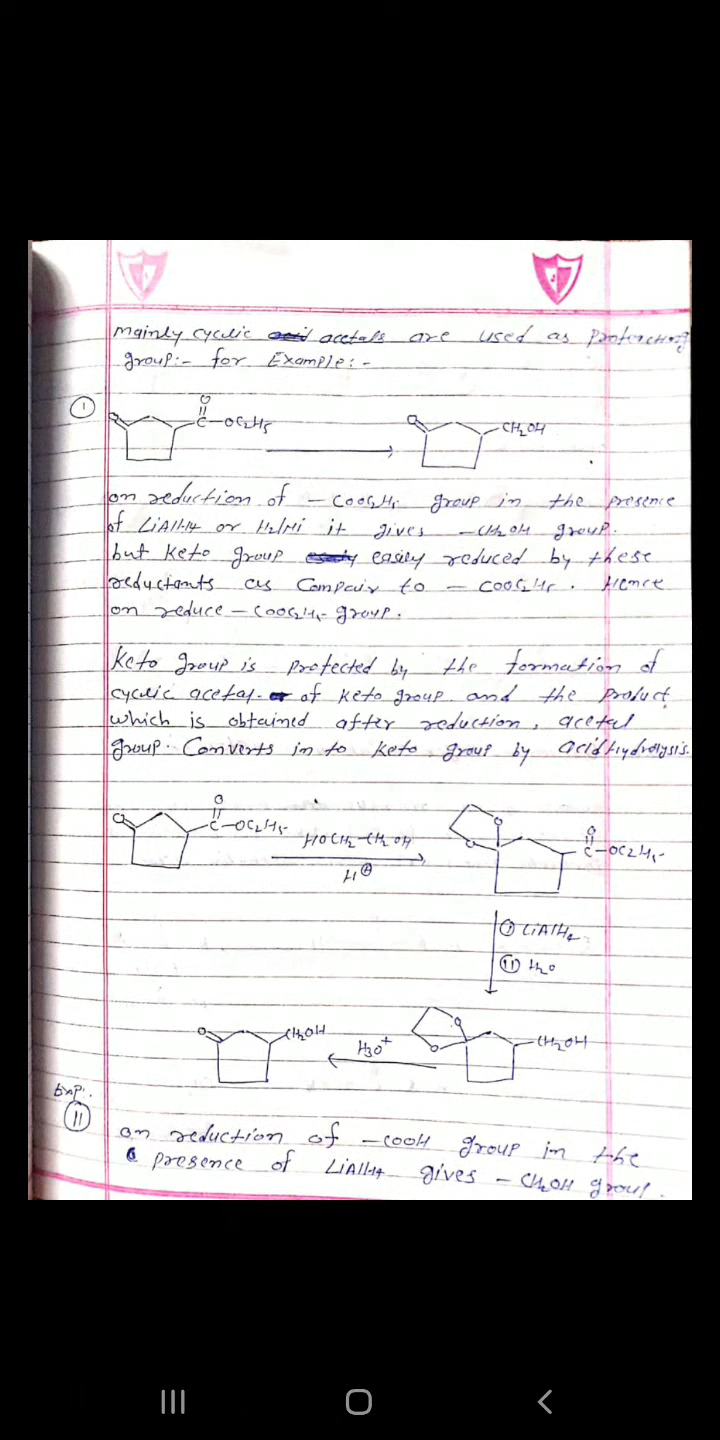 mainly cyclic acetals are used as protecting
group:- for Example:-
①
O
O
C-OC2H5
CH2OH
on reduction of -COOC2H5 group in the presence
of LiAlH4 or H2/Ni it gives -CH2OH group.
but keto group easily reduced by these
reductants as Compair to - COOC2H5. Hence
on reduce - COOC2H5 group.
Keto group is protected by the formation of
cyclic acetal of keto group and the product
which is obtained after reduction, acetal
group. Converts in to keto group by acid hydrolysis.
O
O
C-OC2H5
HOCH2-CH2OH
H⊕
O
O
O
C-OC2H5
① LiAlH4
② H2O
O
CH2OH
H3O+
O
O
CH2OH
Exp:.
⑪
on reduction of -COOH group in the
presence of LiAlH4 gives - CH2OH group.